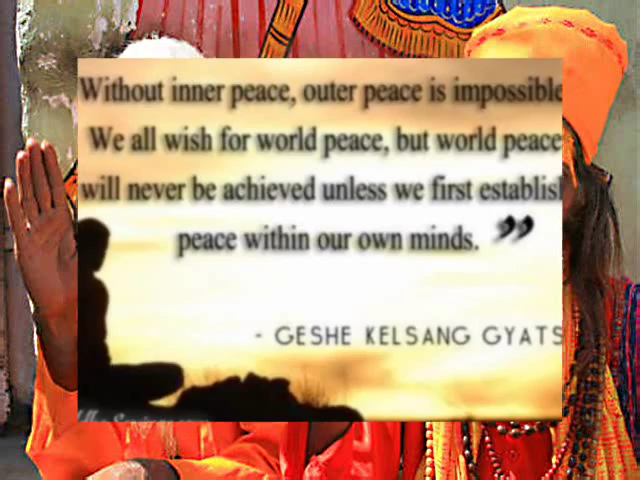 Without inner peace, outer peace is impossible
We all wish for world peace, but world peace
will never be achieved unless we first establish
peace within our own minds. ”
- GESHE KELSANG GYATS